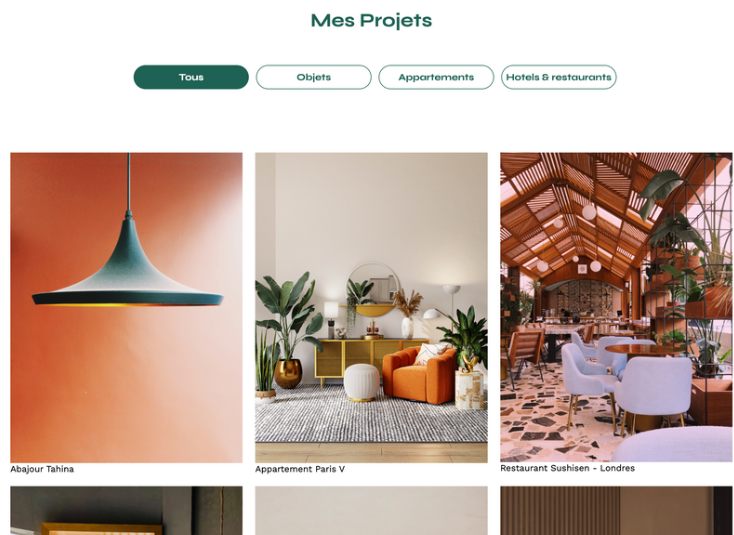 Mes Projets
Tous
Objets
Appartements
Hotels & restaurants
Abajour Tahina
Appartement Paris V
Restaurant Sushisen - Londres